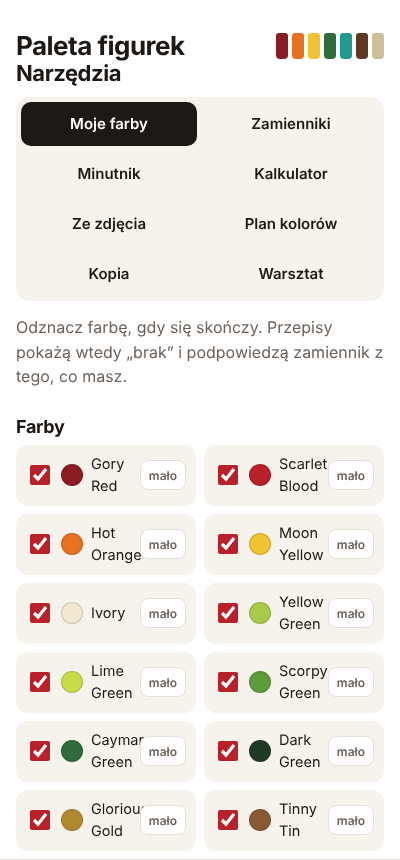 Paleta figurek
Narzędzia
Moje farby
Zamienniki
Minutnik
Kalkulator
Ze zdjęcia
Plan kolorów
Kopia
Warsztat
Odznacz farbę, gdy się skończy. Przepisy
pokażą wtedy „brak” i podpowiedzą zamiennik z
tego, co masz.
Farby
Gory
Red
mało
Scarlet
Blood
mało
Hot
Orange
mało
Moon
Yellow
mało
Ivory
mało
Yellow
Green
mało
Lime
Green
mało
Scorpy
Green
mało
Cayman
Green
mało
Dark
Green
mało
Glorious
Gold
mało
Tinny
Tin
mało